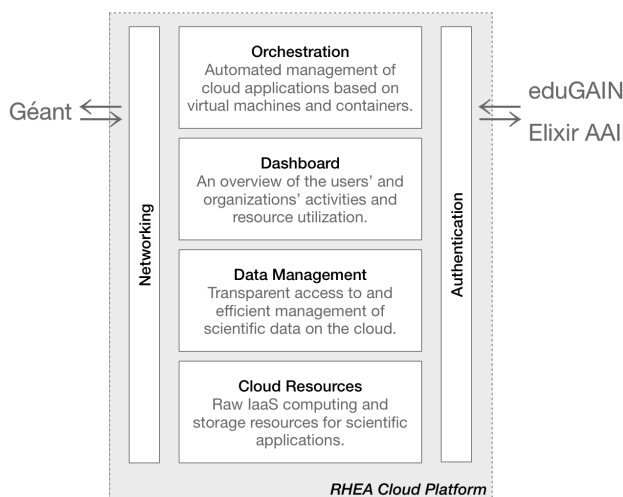 Géant
Networking
Orchestration
Automated management of
cloud applications based on
virtual machines and containers.
Dashboard
An overview of the users’ and
organizations’ activities and
resource utilization.
Data Management
Transparent access to and
efficient management of
scientific data on the cloud.
Cloud Resources
Raw IaaS computing and
storage resources for scientific
applications.
Authentication
eduGAIN
Elixir AAI
RHEA Cloud Platform